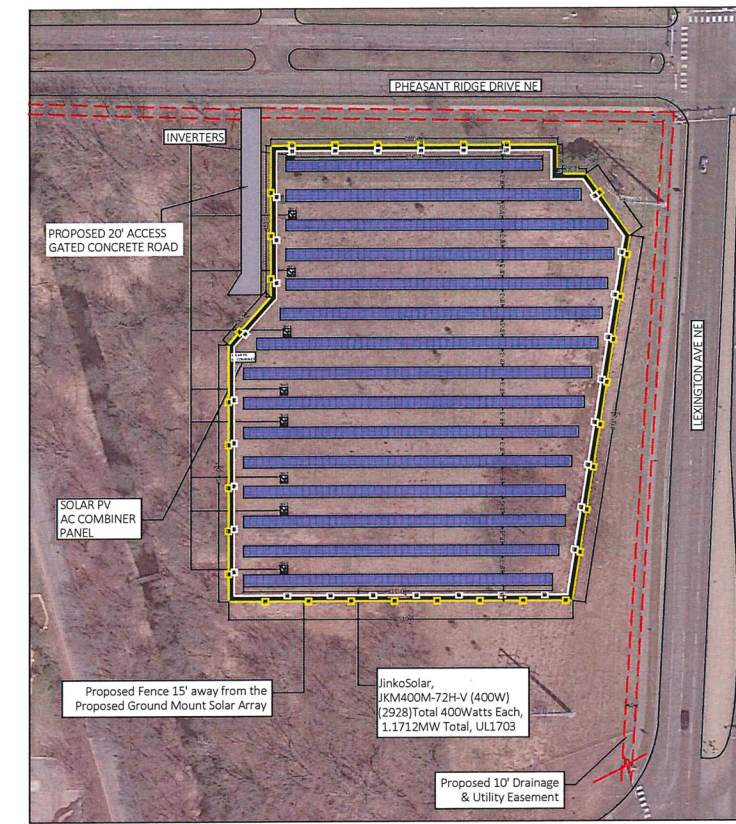 PHEASANT RIDGE DRIVE NE
INVERTERS
PROPOSED 20' ACCESS
GATED CONCRETE ROAD
LEXINGTON AVE NE
SOLAR PV
AC COMBINER
PANEL
Proposed Fence 15' away from the
Proposed Ground Mount Solar Array
JinkoSolar,
JKM400M-72H-V (400W)
(2928)Total 400Watts Each,
1.1712MW Total, UL1703
Proposed 10' Drainage
& Utility Easement